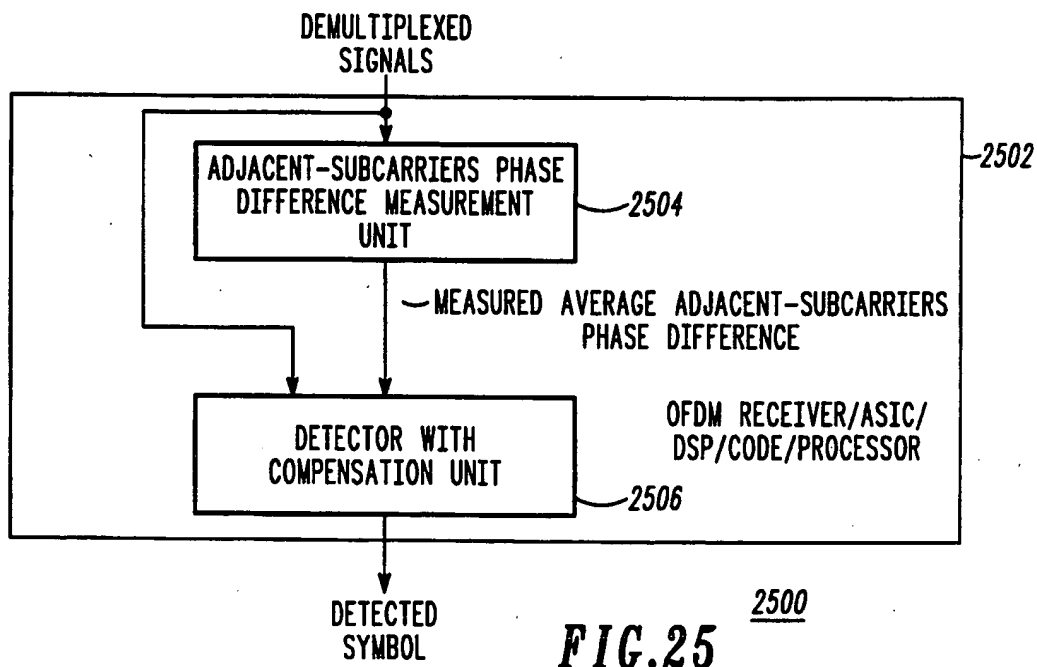 DEMULTIPLEXED
SIGNALS
2502
ADJACENT-SUBCARRIERS PHASE
DIFFERENCE MEASUREMENT
UNIT
2504
MEASURED AVERAGE ADJACENT-SUBCARRIERS
PHASE DIFFERENCE
OFDM RECEIVER/ASIC/
DSP/CODE/PROCESSOR
DETECTOR WITH
COMPENSATION UNIT
2506
DETECTED
SYMBOL
2500
FIG.25